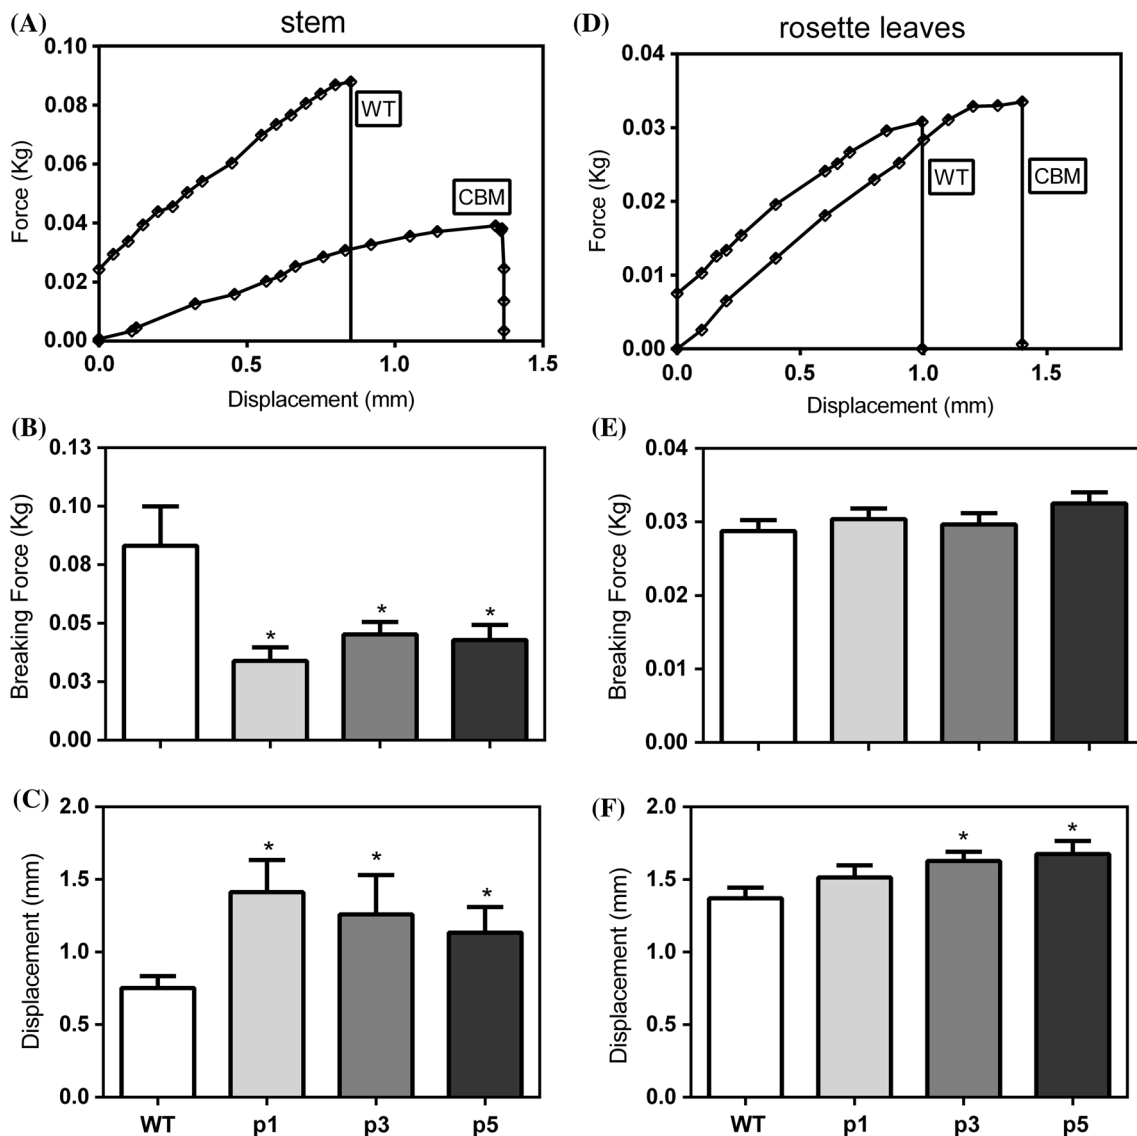 (A)
stem
0.10
0.08
0.06
0.04
0.02
0.00
Force (Kg)
WT
CBM
0.0
0.5
1.0
1.5
Displacement (mm)
(D)
rosette leaves
0.04
0.03
0.02
0.01
0.00
Force (Kg)
WT
CBM
0.0
0.5
1.0
1.5
Displacement (mm)
(B)
0.13
0.10
0.08
0.05
0.03
0.00
Breaking Force (Kg)
*
*
*
(E)
0.04
0.03
0.02
0.01
0.00
Breaking Force (Kg)
(C)
2.0
1.5
1.0
0.5
0.0
Displacement (mm)
*
*
*
WT
p1
p3
p5
(F)
2.0
1.5
1.0
0.5
0.0
Displacement (mm)
*
*
WT
p1
p3
p5